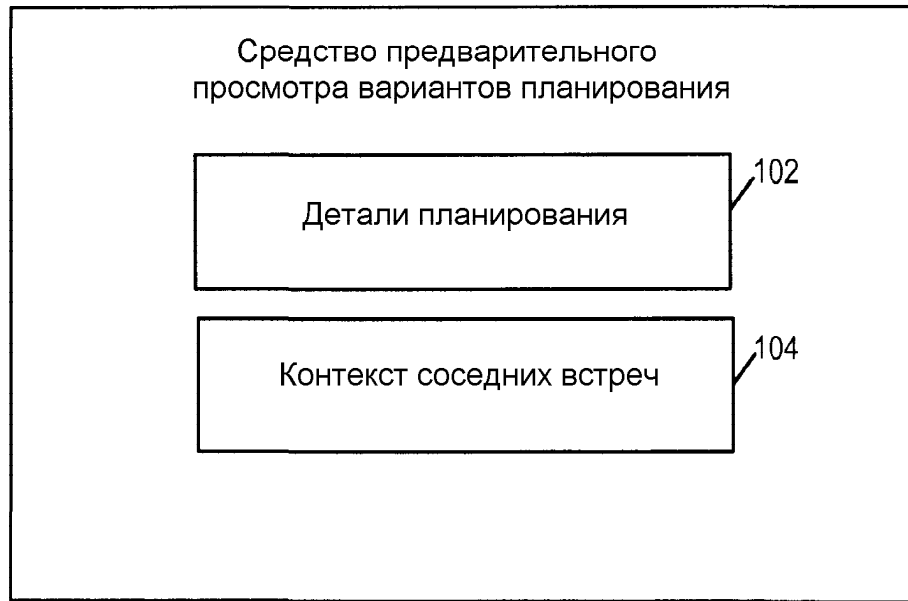 Средство предварительного
просмотра вариантов планирования
102
Детали планирования
104
Контекст соседних встреч